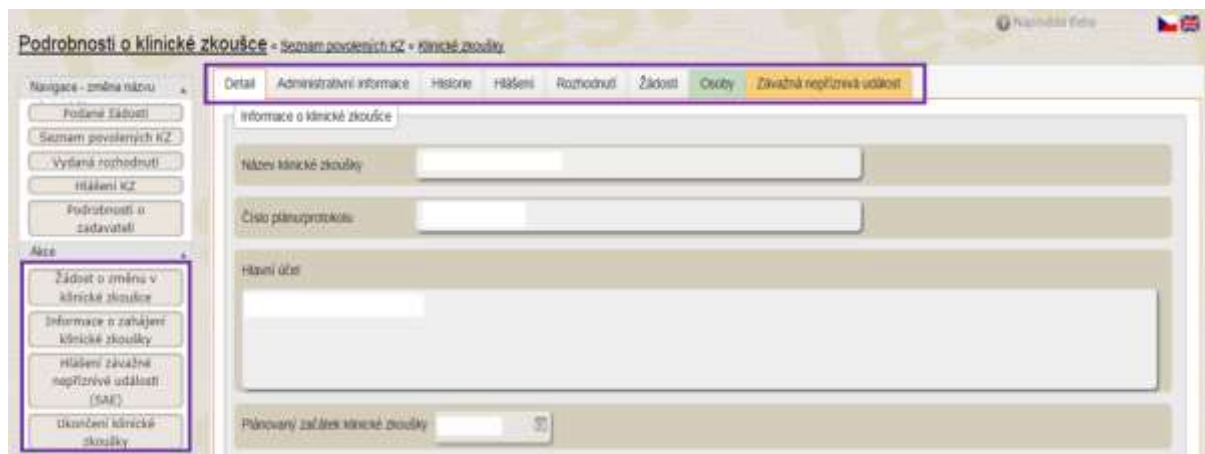 Nápověda
Podrobnosti o klinické zkoušce « Seznam povolených KZ « Klinické zkoušky
Navigace - změna názvu
Podané žádosti
Seznam povolených KZ
Vydaná rozhodnutí
Hlášení KZ
Podrobnosti o
zadavateli
Akce
Žádost o změnu v
klinické zkoušce
Informace o zahájení
klinické zkoušky
Hlášení závažné
nepříznivé události
(SAE)
Ukončení klinické
zkoušky
Detail Administrativní informace Historie Hlášení Rozhodnutí Žádosti Osoby Závažná nepříznivá událost
Informace o klinické zkoušce
Název klinické zkoušky
Číslo plánu/protokolu
Hlavní účel
Plánovaný začátek klinické zkoušky